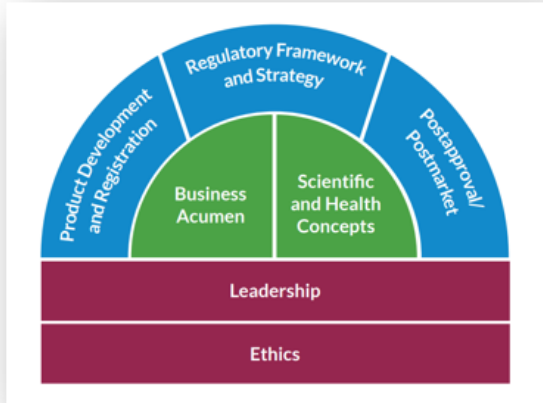 Product Development
and Registration
Regulatory Framework
and Strategy
Postapproval/
Postmarket
Business
Acumen
Scientific
and Health
Concepts
Leadership
Ethics